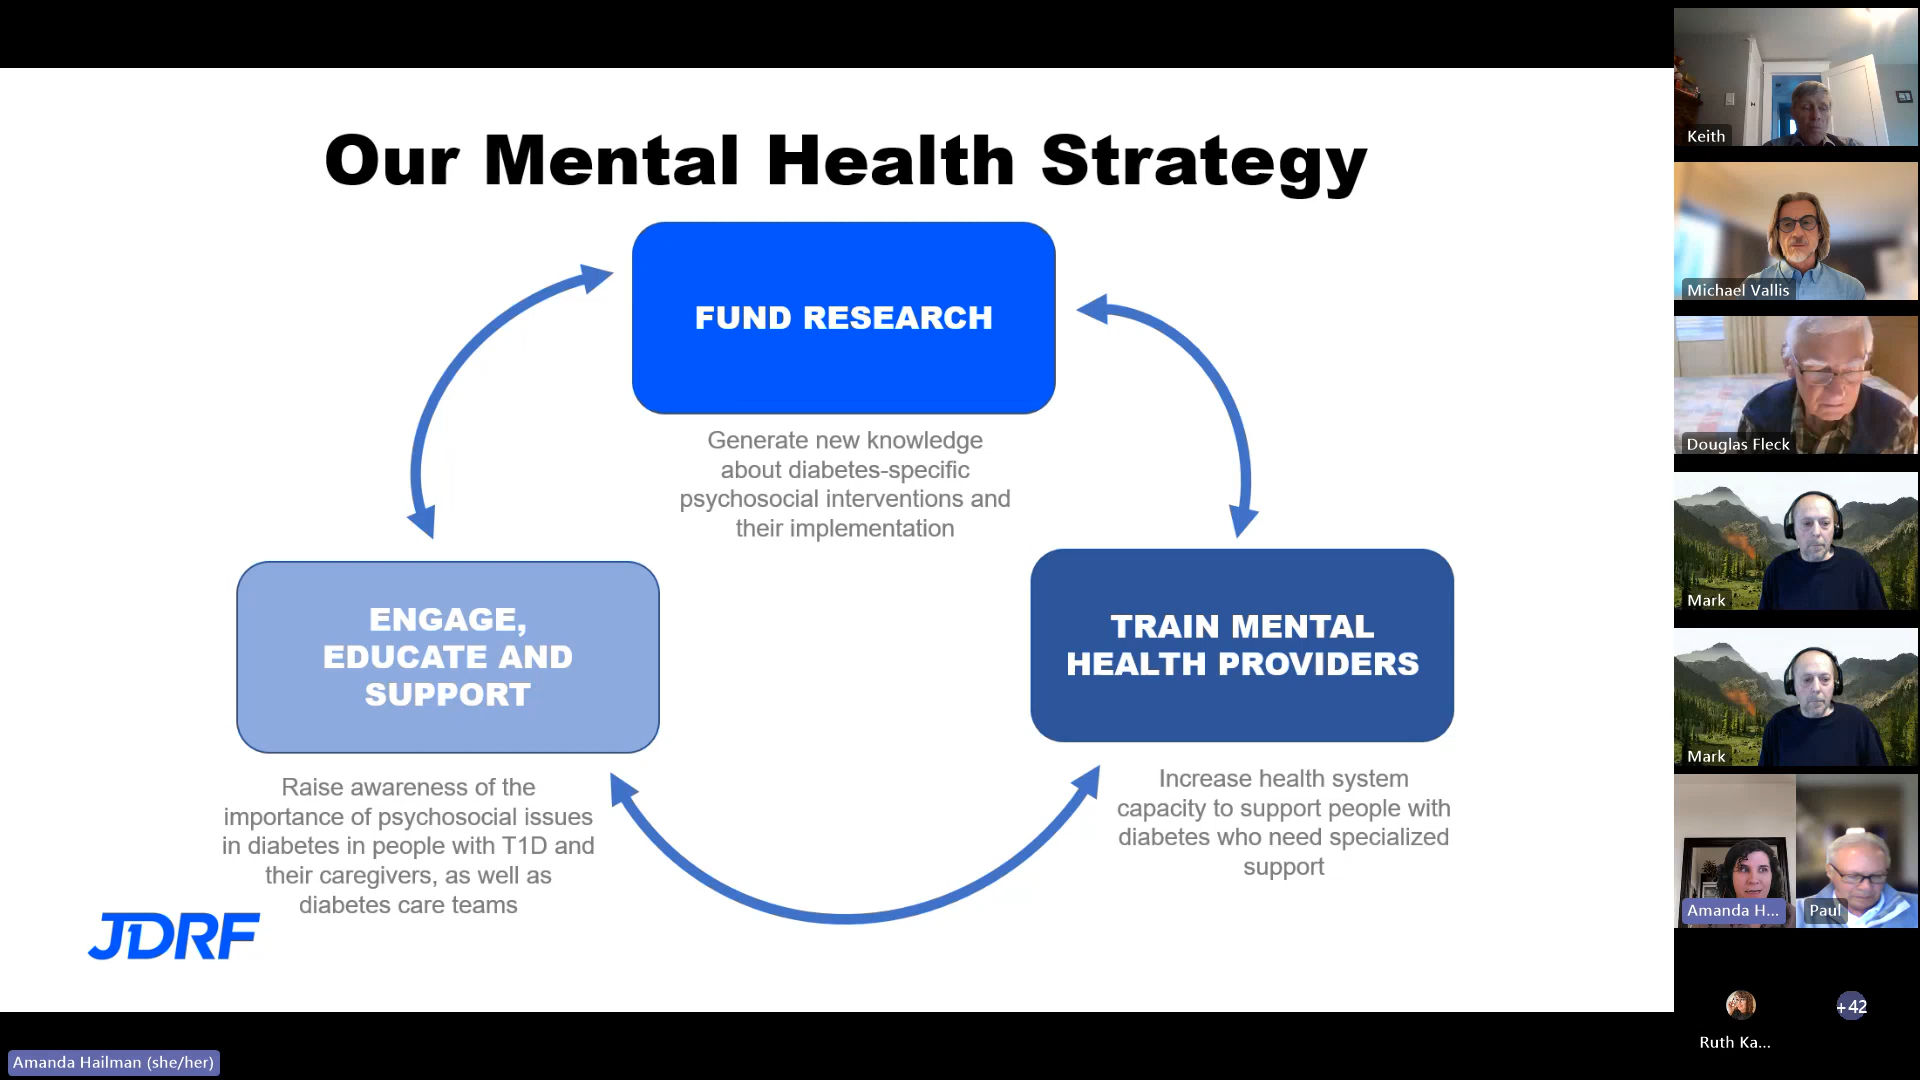 Our Mental Health Strategy
FUND RESEARCH
Generate new knowledge
about diabetes-specific
psychosocial interventions and
their implementation
ENGAGE,
EDUCATE AND
SUPPORT
Raise awareness of the
importance of psychosocial issues
in diabetes in people with T1D and
their caregivers, as well as
diabetes care teams
TRAIN MENTAL
HEALTH PROVIDERS
Increase health system
capacity to support people with
diabetes who need specialized
support
JDRF
Amanda Hailman (she/her)
Keith
Michael Vallis
Douglas Fleck
Mark
Mark
Amanda H...
Paul
Ruth Ka...
+42